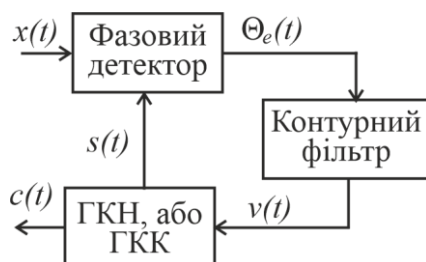 x(t)
Фазовий
детектор
Θe(t)
Контурний
фільтр
s(t)
c(t)
ГКН, або
ГКК
v(t)